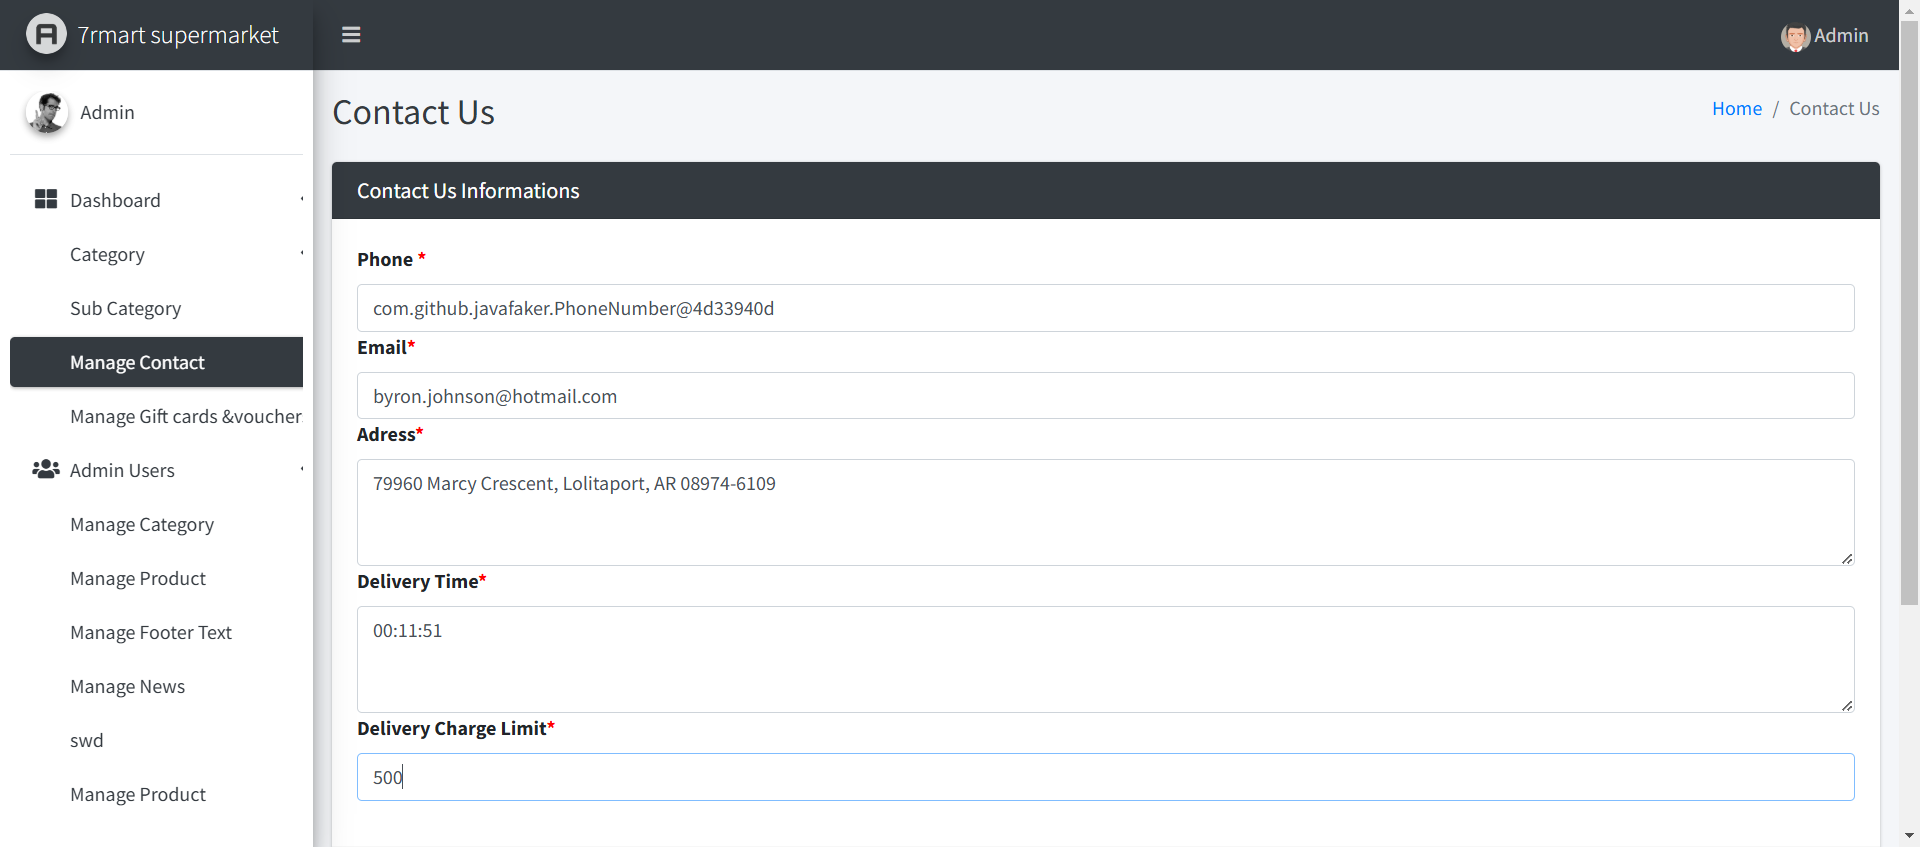 7rmart supermarket
Admin
Admin
Contact Us
Home / Contact Us
Dashboard
Category
Sub Category
Manage Contact
Manage Gift cards &voucher
Admin Users
Manage Category
Manage Product
Manage Footer Text
Manage News
swd
Manage Product
Contact Us Informations
Phone *
com.github.javafaker.PhoneNumber@4d33940d
Email*
byron.johnson@hotmail.com
Adress*
79960 Marcy Crescent, Lolitaport, AR 08974-6109
Delivery Time*
00:11:51
Delivery Charge Limit*
500